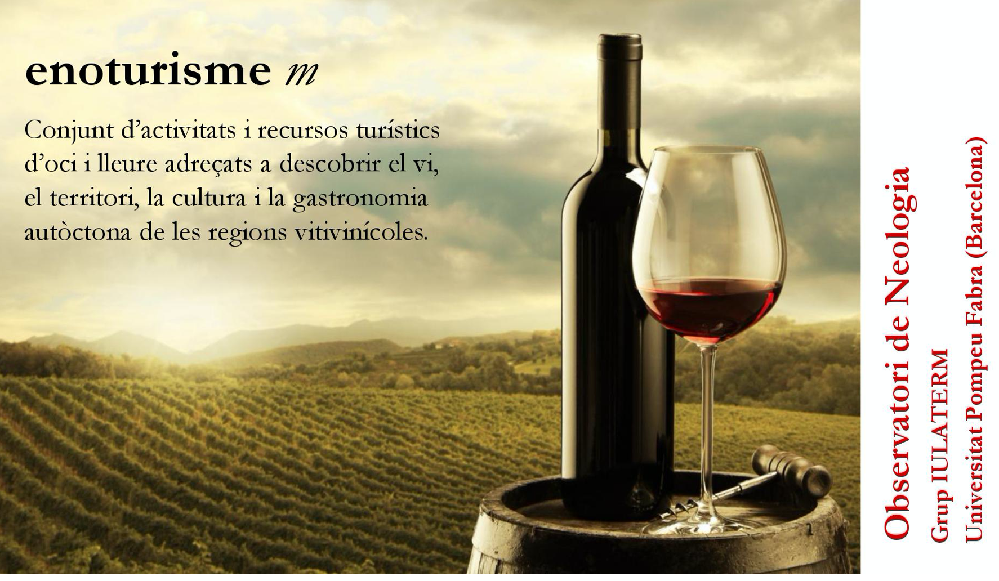 enoturisme m
Conjunt d’activitats i recursos turístics
d’oci i lleure adreçats a descobrir el vi,
el territori, la cultura i la gastronomia
autòctona de les regions vitivinícoles.
Observatori de Neologia
Grup IULATERM
Universitat Pompeu Fabra (Barcelona)